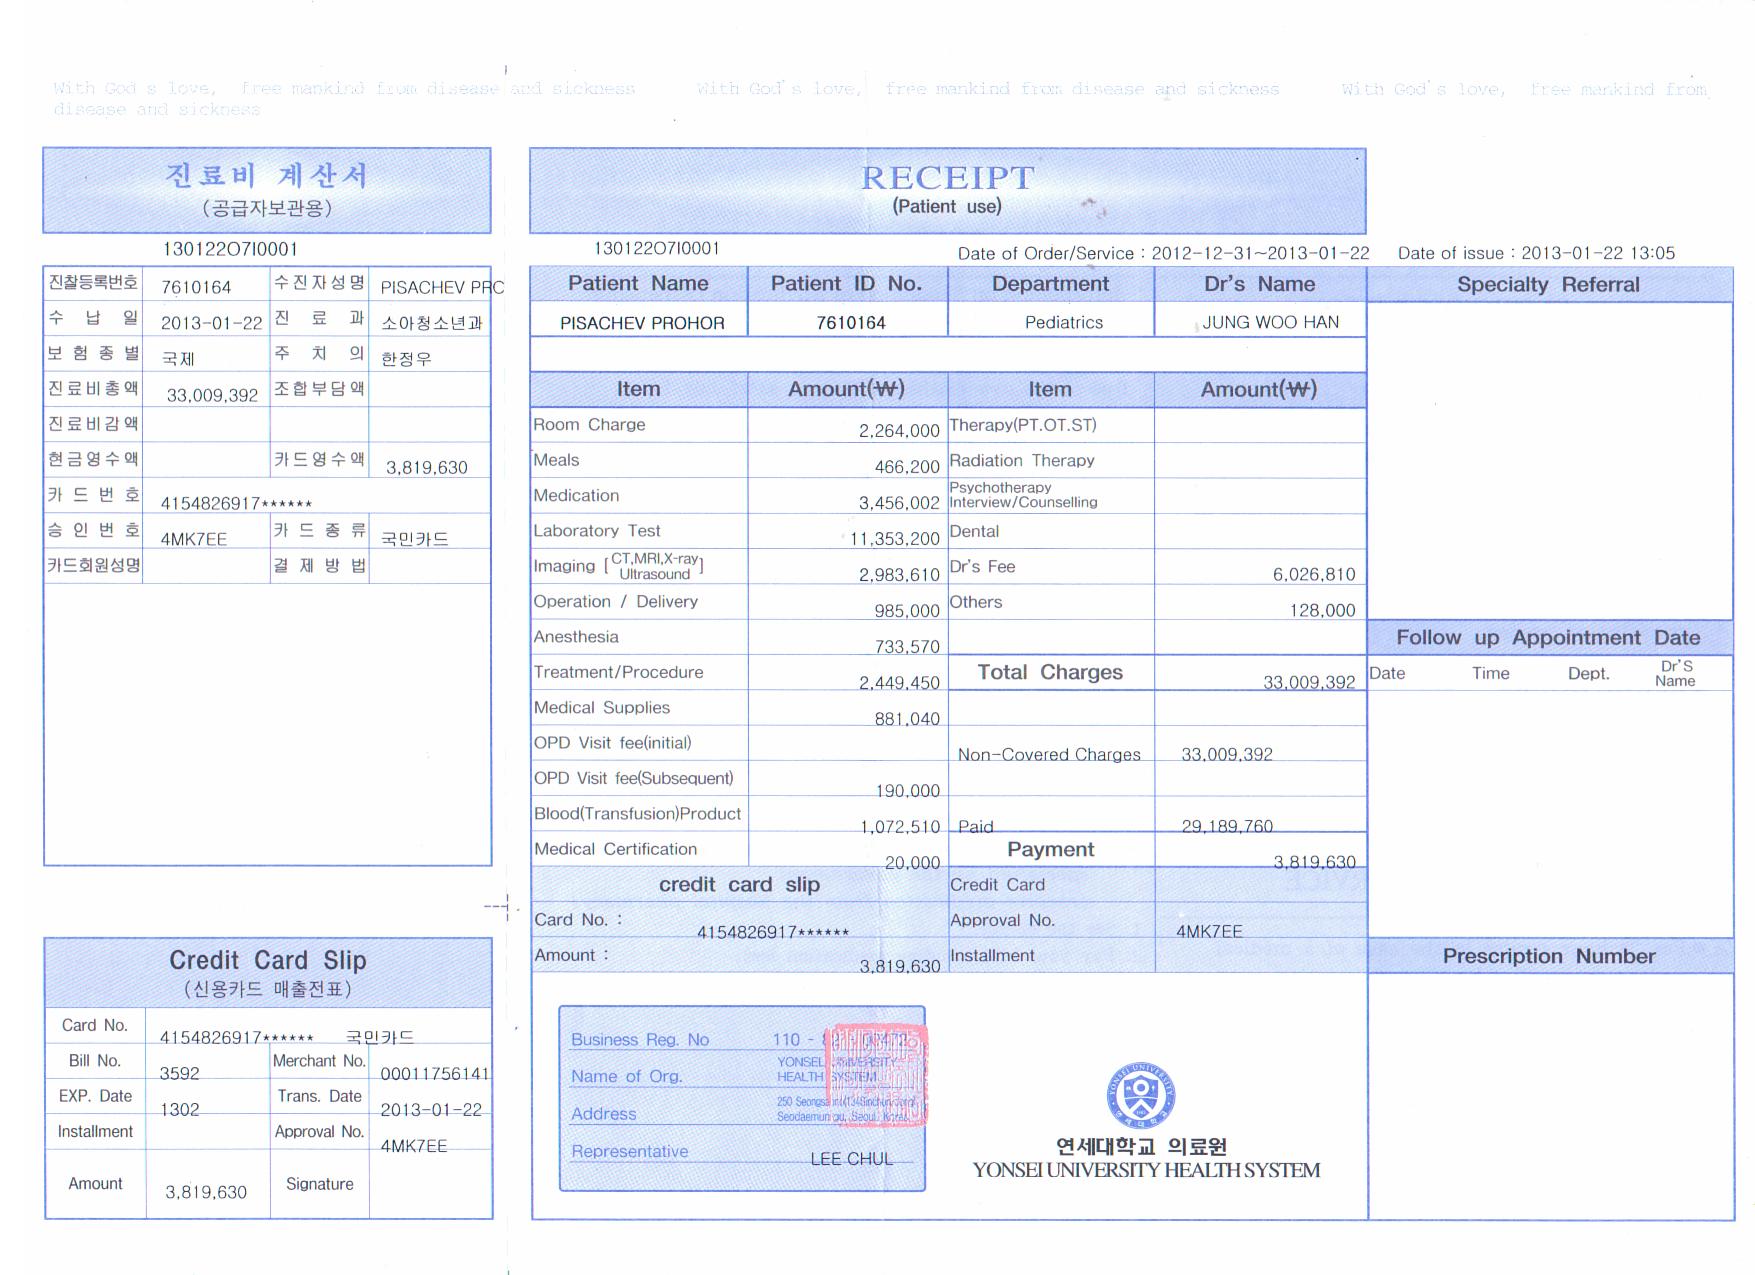 With God s love, free mankind from disease and sickness With God's love, free mankind from disease and sickness With God's love, free mankind from
disease and sickness
진료비 계산서
(공급자보관용)
13012207I0001
진찰등록번호 7610164 수진자성명 PISACHEV PRO
수 납 일 2013-01-22 진 료 과 소아청소년과
보 험 종 별 국제 주 치 의 한정우
진료비총액 33,009,392 조합부담액
진료비감액
현금영수액 카드영수액 3,819,630
카 드 번 호 4154826917******
승 인 번 호 4MK7EE 카 드 종 류 국민카드
카드회원성명 결 제 방 법
Credit Card Slip
(신용카드 매출전표)
Card No. 4154826917****** 국민카드
Bill No. 3592 Merchant No. 00011756141
EXP. Date 1302 Trans. Date 2013-01-22
Installment Approval No. 4MK7EE
Amount 3,819,630 Signature
RECEIPT
(Patient use)
13012207I0001 Date of Order/Service : 2012-12-31~2013-01-22 Date of issue : 2013-01-22 13:05
Patient Name Patient ID No. Department Dr's Name Specialty Referral
PISACHEV PROHOR 7610164 Pediatrics JUNG WOO HAN
Item Amount(₩) Item Amount(₩)
Room Charge 2,264,000 Therapy(PT.OT.ST)
Meals 466,200 Radiation Therapy
Medication 3,456,002 Psychotherapy Interview/Counselling
Laboratory Test 11,353,200 Dental
Imaging [CT,MRI,X-ray Ultrasound] 2,983,610 Dr's Fee 6,026,810
Operation / Delivery 985,000 Others 128,000
Anesthesia 733,570
Treatment/Procedure 2,449,450 Total Charges 33,009,392
Medical Supplies 881,040
OPD Visit fee(initial) Non-Covered Charges 33,009,392
OPD Visit fee(Subsequent) 190,000
Blood(Transfusion)Product 1,072,510 Paid 29,189,760
Medical Certification 20,000 Payment 3,819,630
credit card slip Credit Card
Card No. : 4154826917****** Approval No. 4MK7EE
Amount : 3,819,630 Installment
Follow up Appointment Date
Date Time Dept. Dr'S Name
Prescription Number
Business Reg. No 110 -
Name of Org. YONSEI UNIVERSITY HEALTH SYSTEM
Address 250 Seongsan Seodaemun gu, Seoul, Korea
Representative LEE CHUL
연세대학교 의료원
YONSEI UNIVERSITY HEALTH SYSTEM